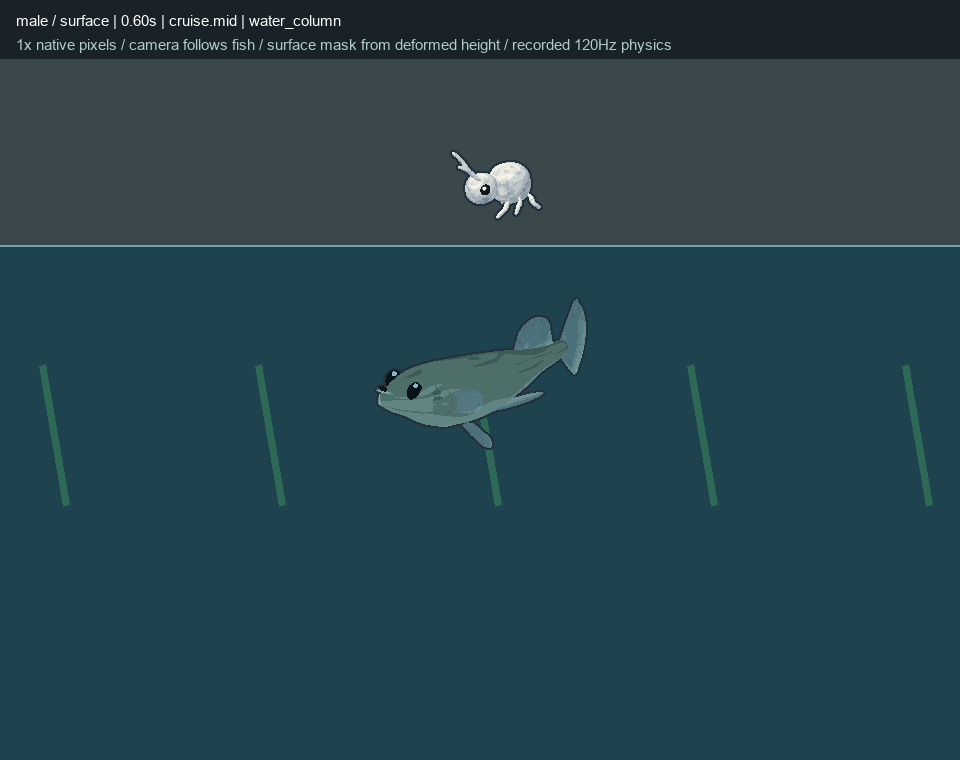 male / surface | 0.60s | cruise.mid | water_column
1x native pixels / camera follows fish / surface mask from deformed height / recorded 120Hz physics